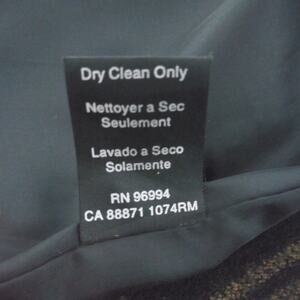 Dry Clean Only
Nettoyer a Sec
Seulement
Lavado a Seco
Solamente
RN 96994
CA 88871 1074RM